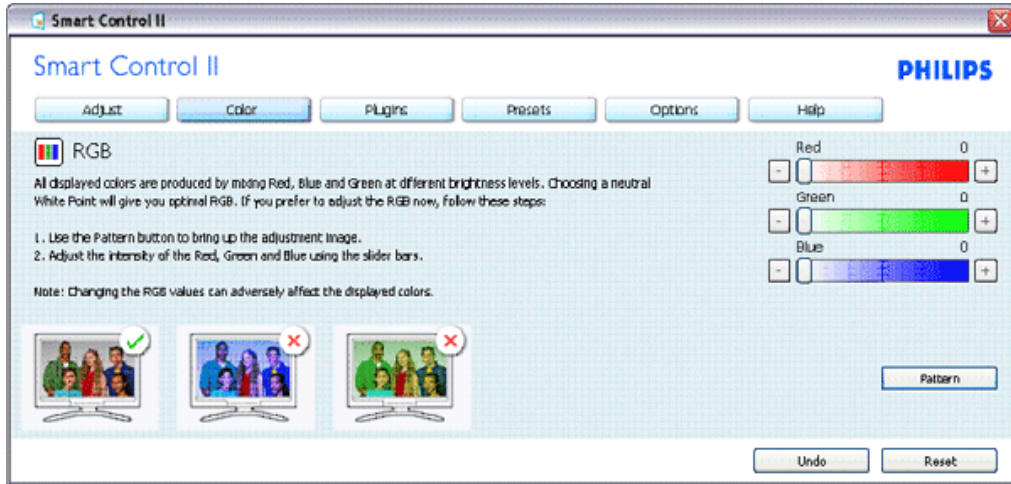 Smart Control II
Smart Control II
PHILIPS
Adjust Color Plugins Presets Options Help
RGB
All displayed colors are produced by mixing Red, Blue and Green at different brightness levels. Choosing a neutral
White Point will give you optimal RGB. If you prefer to adjust the RGB now, follow these steps:
1. Use the Pattern button to bring up the adjustment image.
2. Adjust the intensity of the Red, Green and Blue using the slider bars.
Note: Changing the RGB values can adversely affect the displayed colors.
Red 0
- +
Green 0
- +
Blue 0
- +
Pattern
Undo Reset